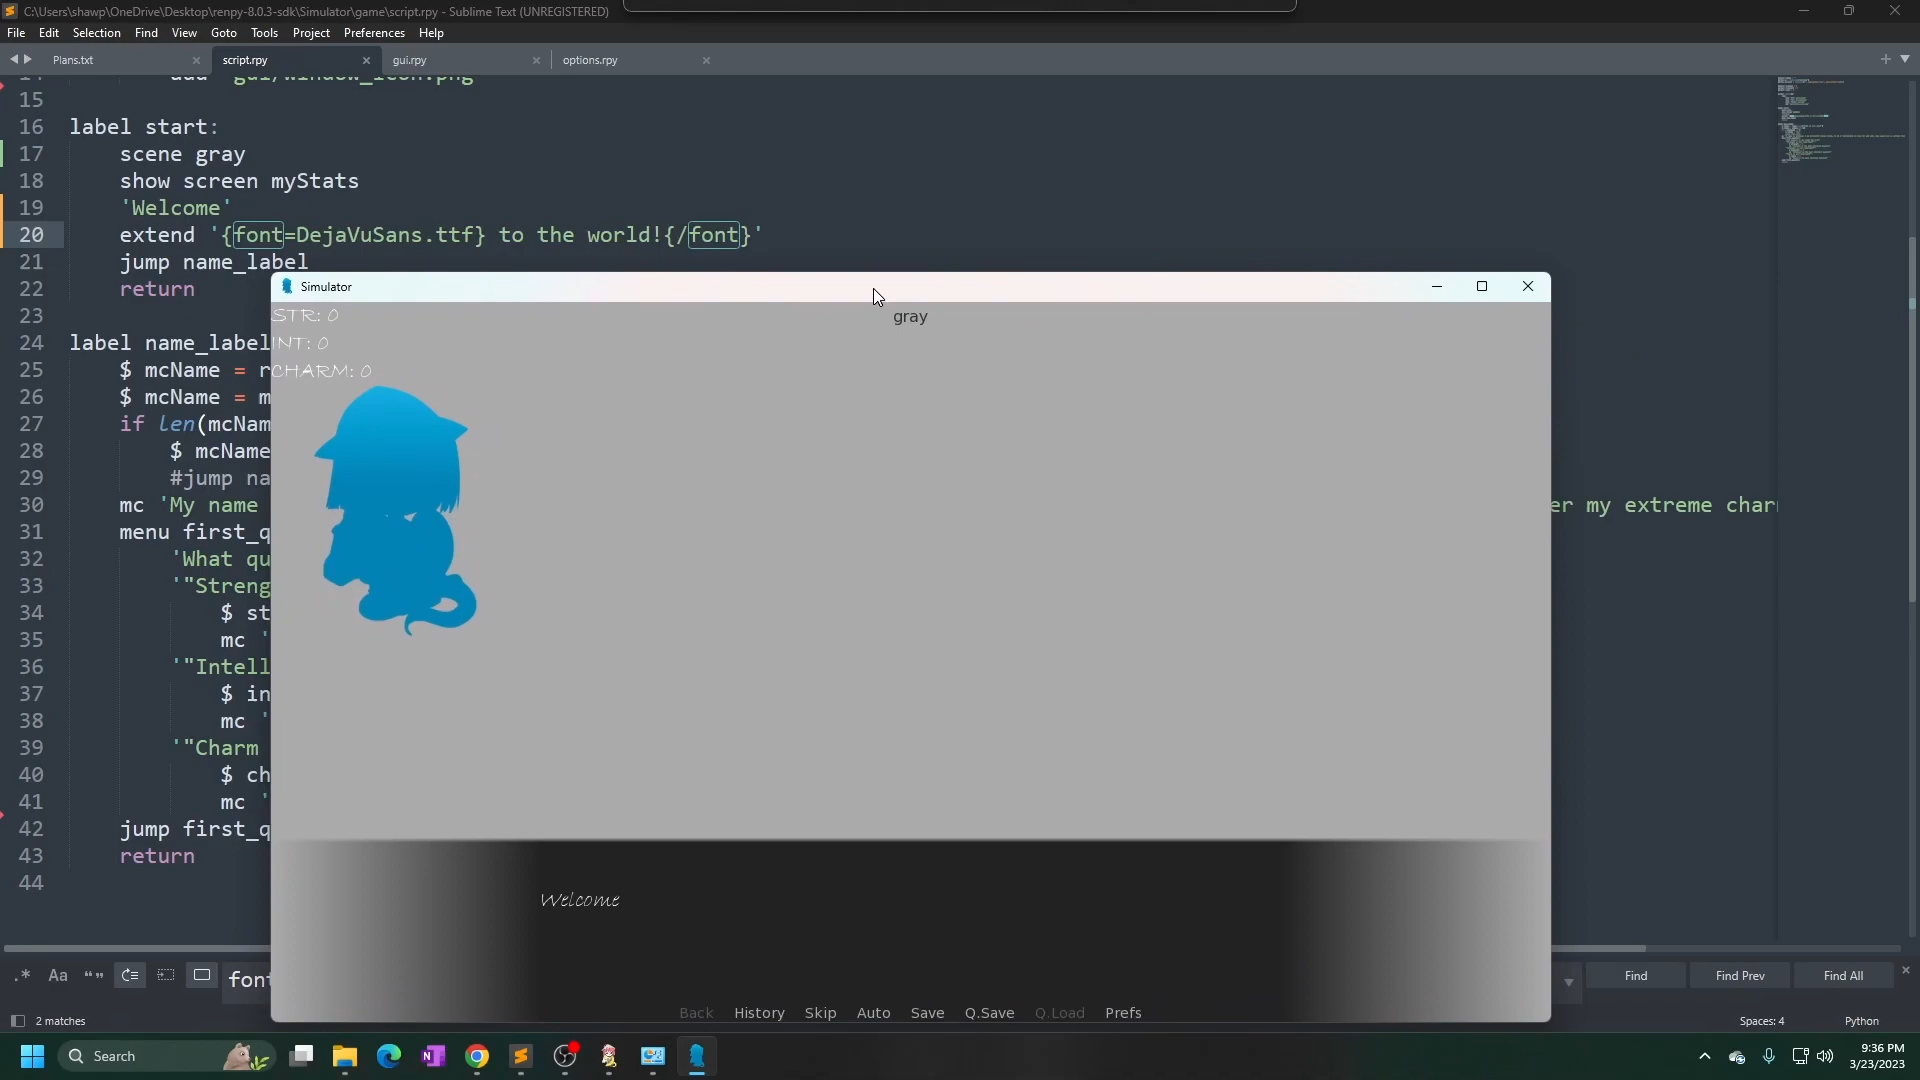 C:\Users\shawp\OneDrive\Desktop\renpy-8.0.3-sdk\Simulator\game\script.rpy - Sublime Text (UNREGISTERED)
File Edit Selection Find View Goto Tools Project Preferences Help
Plans.txt script.rpy gui.rpy options.rpy
15
16 label start:
17 scene gray
18 show screen myStats
19 'Welcome'
20 extend '{font=DejaVuSans.ttf} to the world!{/font}'
21 jump name_label
22 return
23
24 label name_label
25 $ mcName = r
26 $ mcName = m
27 if len(mcNam
28 $ mcName
29 #jump na
30 mc 'My name er my extreme char
31 menu first_q
32 'What qu
33 '"Streng
34 $ st
35 mc '
36 '"Intell
37 $ in
38 mc '
39 '"Charm
40 $ ch
41 mc '
42 jump first_q
43 return
44
Simulator
gray
STR: 0
INT: 0
CHARM: 0
Welcome
Back History Skip Auto Save Q.Save Q.Load Prefs
.* Aa “” font Find Find Prev Find All
2 matches Spaces: 4 Python
Search
9:36 PM
3/23/2023